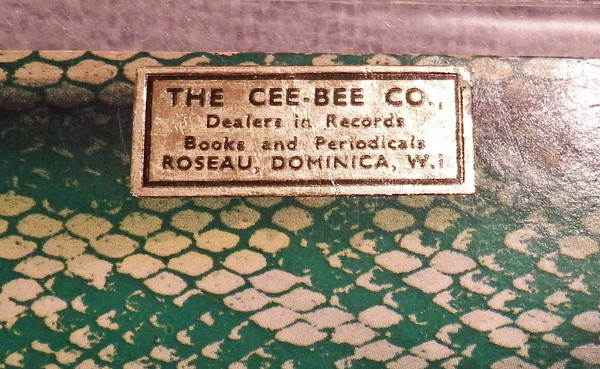 THE CEE-BEE CO.,
Dealers in Records
Books and Periodicals
ROSEAU, DOMINICA, W.I.